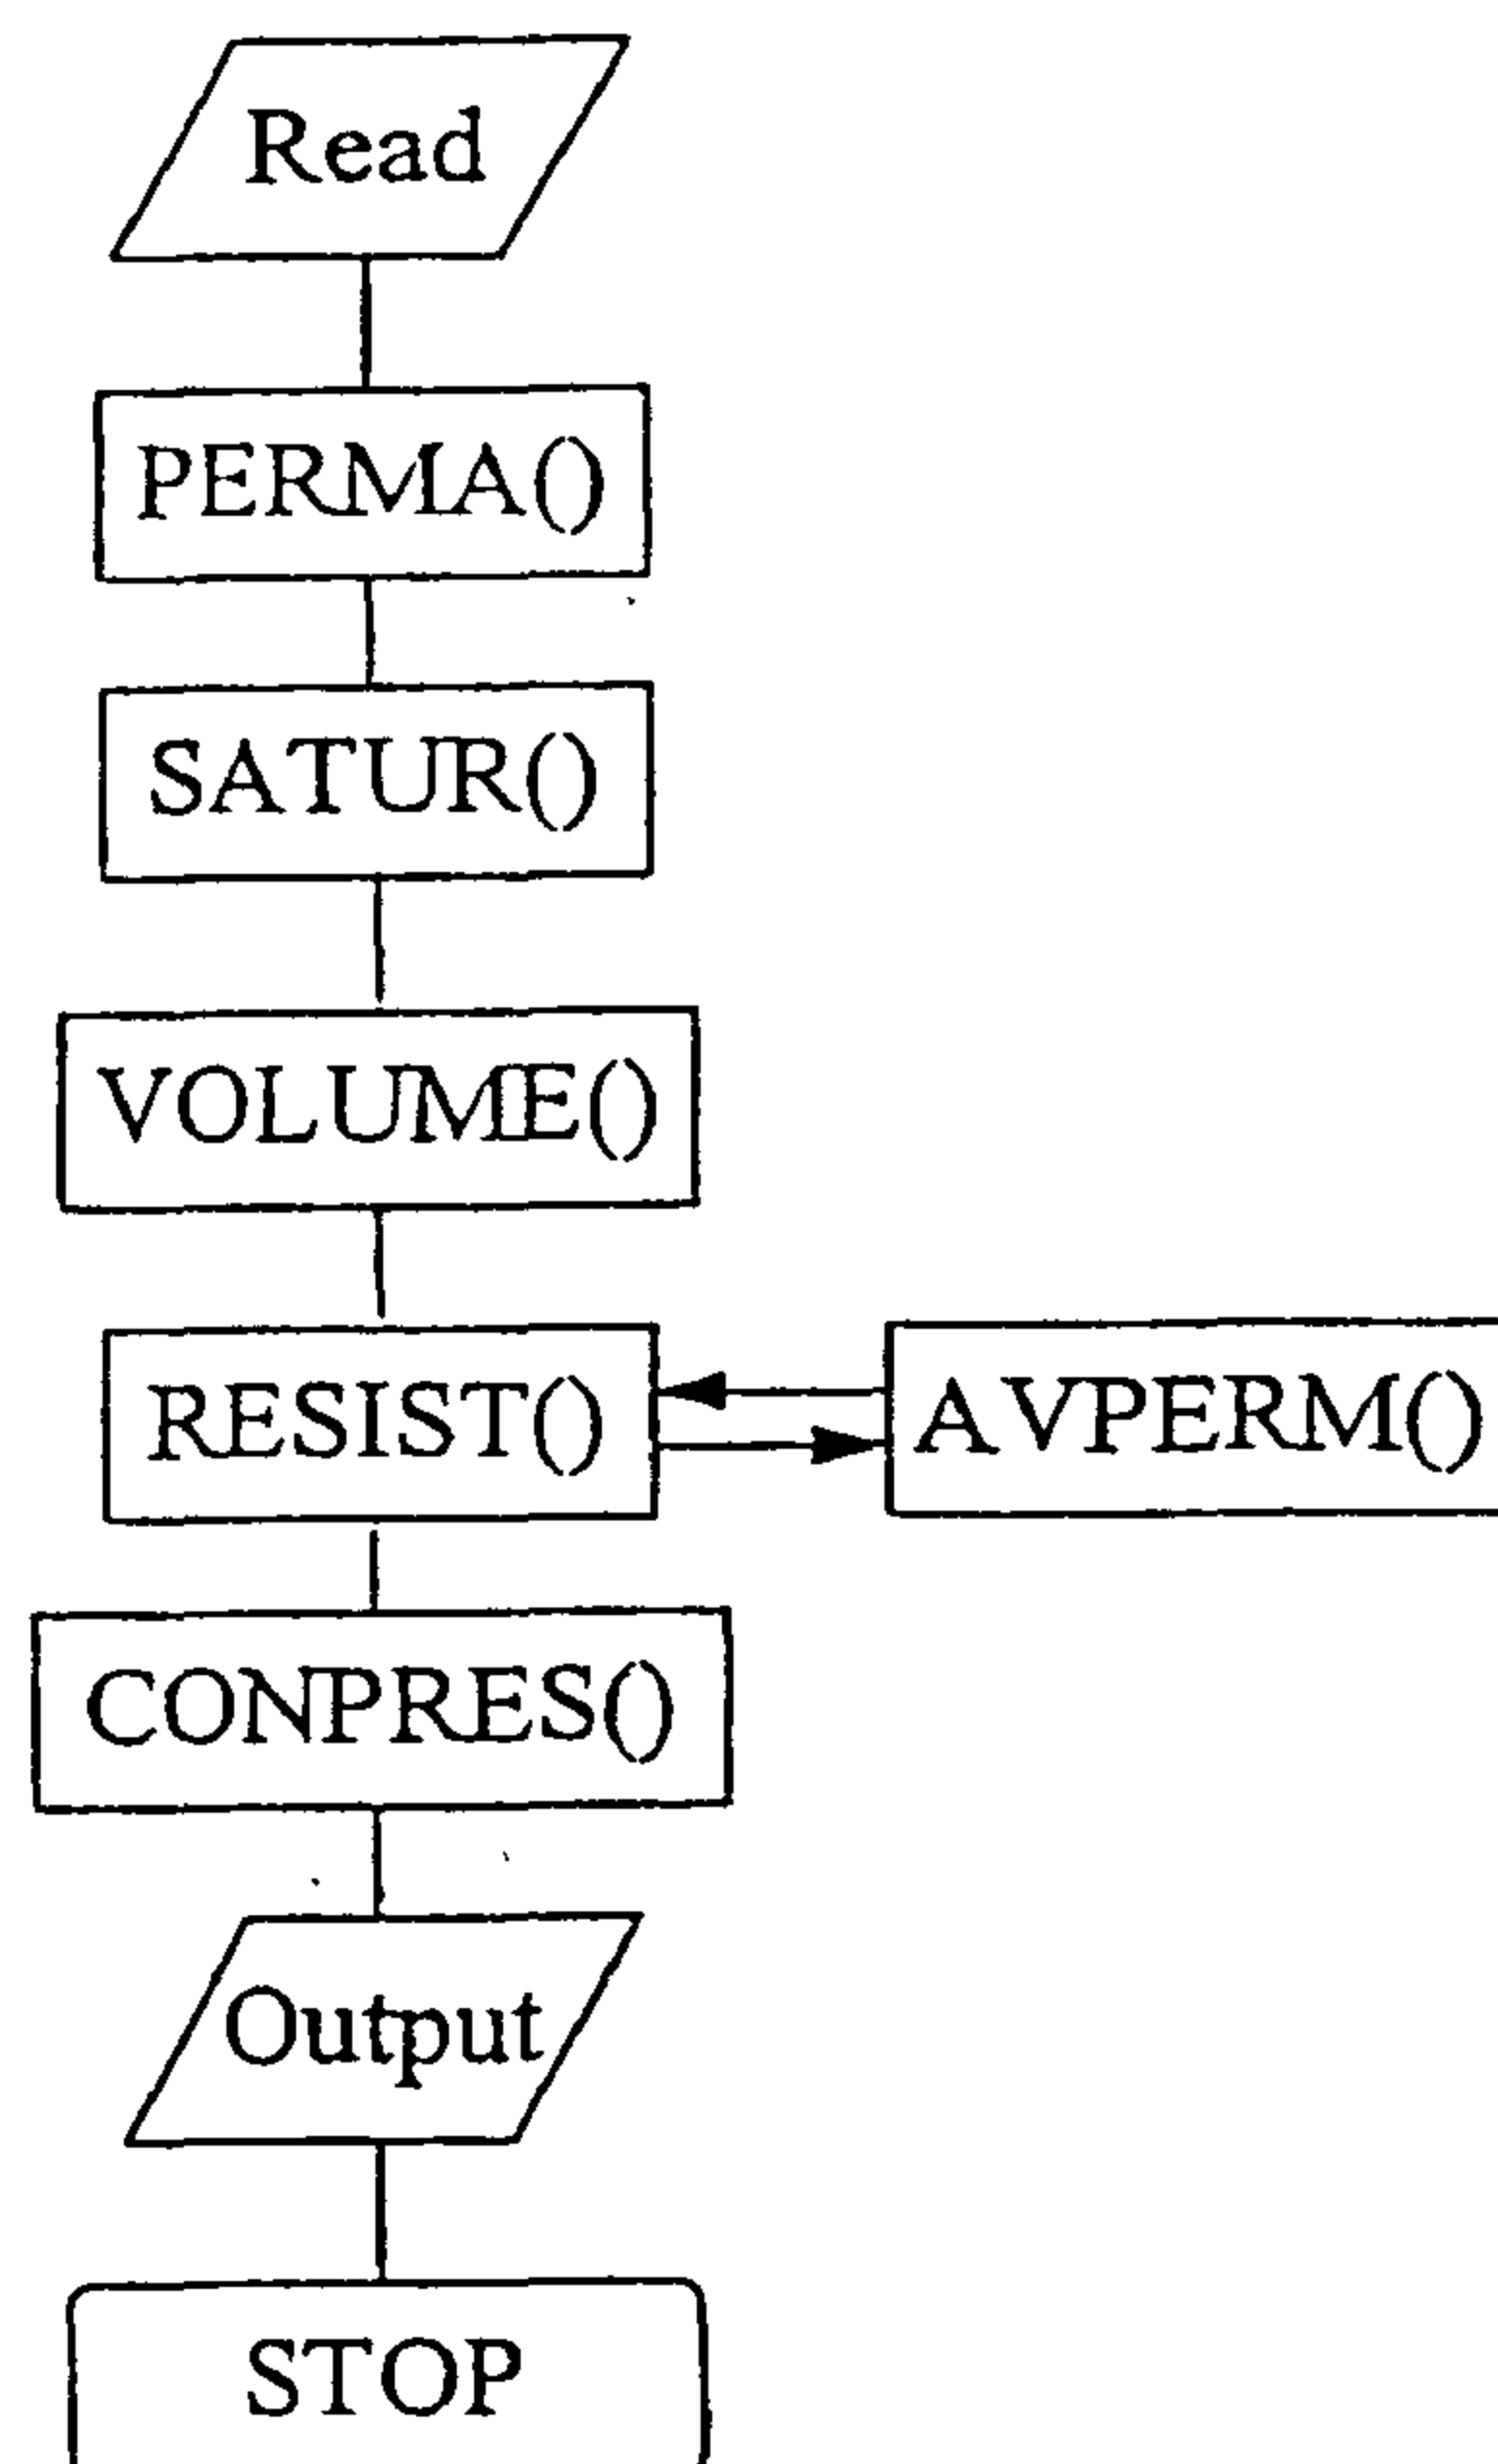 Read
PERMA()
SATUR()
VOLUME()
RESIST()
AVPERM()
CONPRES()
Output
STOP